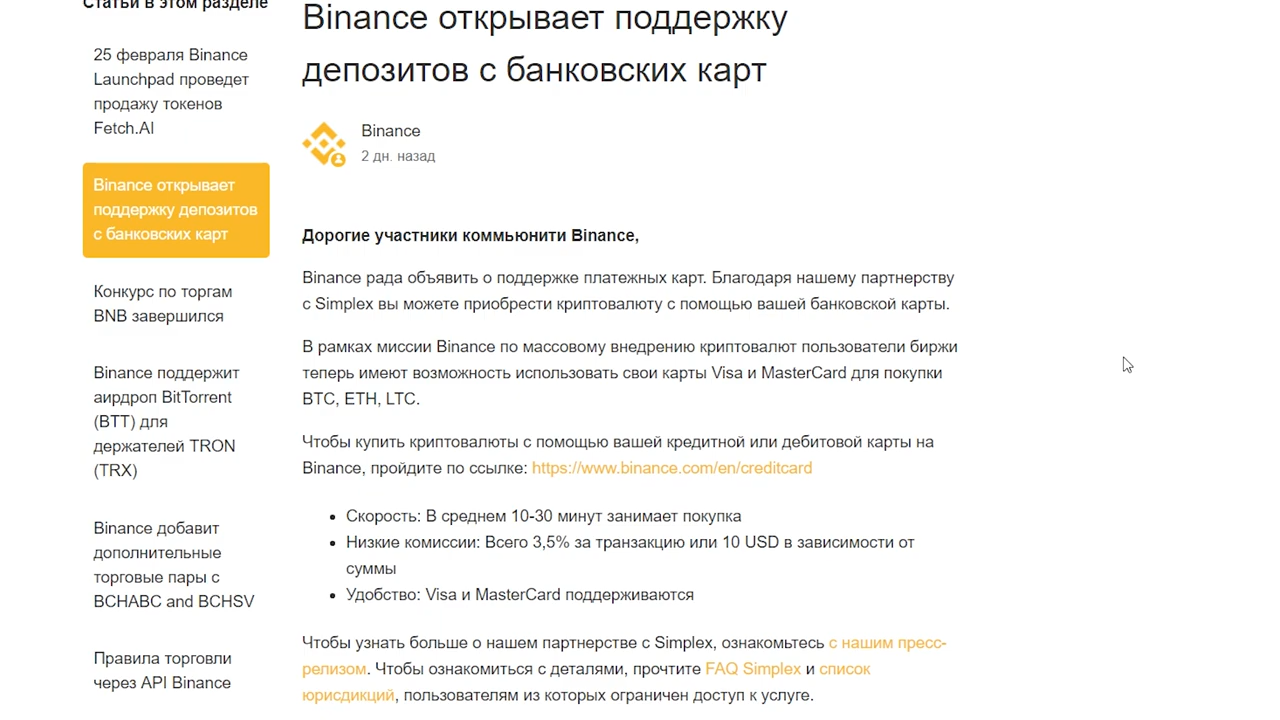 Статьи в этом разделе
25 февраля Binance
Launchpad проведет
продажу токенов
Fetch.AI
Binance открывает
поддержку депозитов
с банковских карт
Конкурс по торгам
BNB завершился
Binance поддержит
аирдроп BitTorrent
(BTT) для
держателей TRON
(TRX)
Binance добавит
дополнительные
торговые пары с
BCHABC and BCHSV
Правила торговли
через API Binance
Binance открывает поддержку
депозитов с банковских карт
Binance
2 дн. назад
Дорогие участники коммьюнити Binance,
Binance рада объявить о поддержке платежных карт. Благодаря нашему партнерству
с Simplex вы можете приобрести криптовалюту с помощью вашей банковской карты.
В рамках миссии Binance по массовому внедрению криптовалют пользователи биржи
теперь имеют возможность использовать свои карты Visa и MasterCard для покупки
BTC, ETH, LTC.
Чтобы купить криптовалюты с помощью вашей кредитной или дебитовой карты на
Binance, пройдите по ссылке: https://www.binance.com/en/creditcard
• Скорость: В среднем 10-30 минут занимает покупка
• Низкие комиссии: Всего 3,5% за транзакцию или 10 USD в зависимости от
суммы
• Удобство: Visa и MasterCard поддерживаются
Чтобы узнать больше о нашем партнерстве с Simplex, ознакомьтесь с нашим пресс-
релизом. Чтобы ознакомиться с деталями, прочтите FAQ Simplex и список
юрисдикций, пользователям из которых ограничен доступ к услуге.